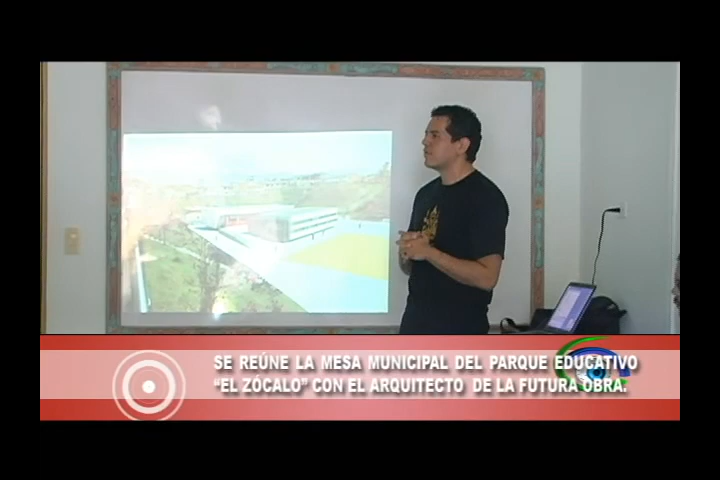 SE REÚNE LA MESA MUNICIPAL DEL PARQUE EDUCATIVO
“EL ZÓCALO” CON EL ARQUITECTO DE LA FUTURA OBRA.